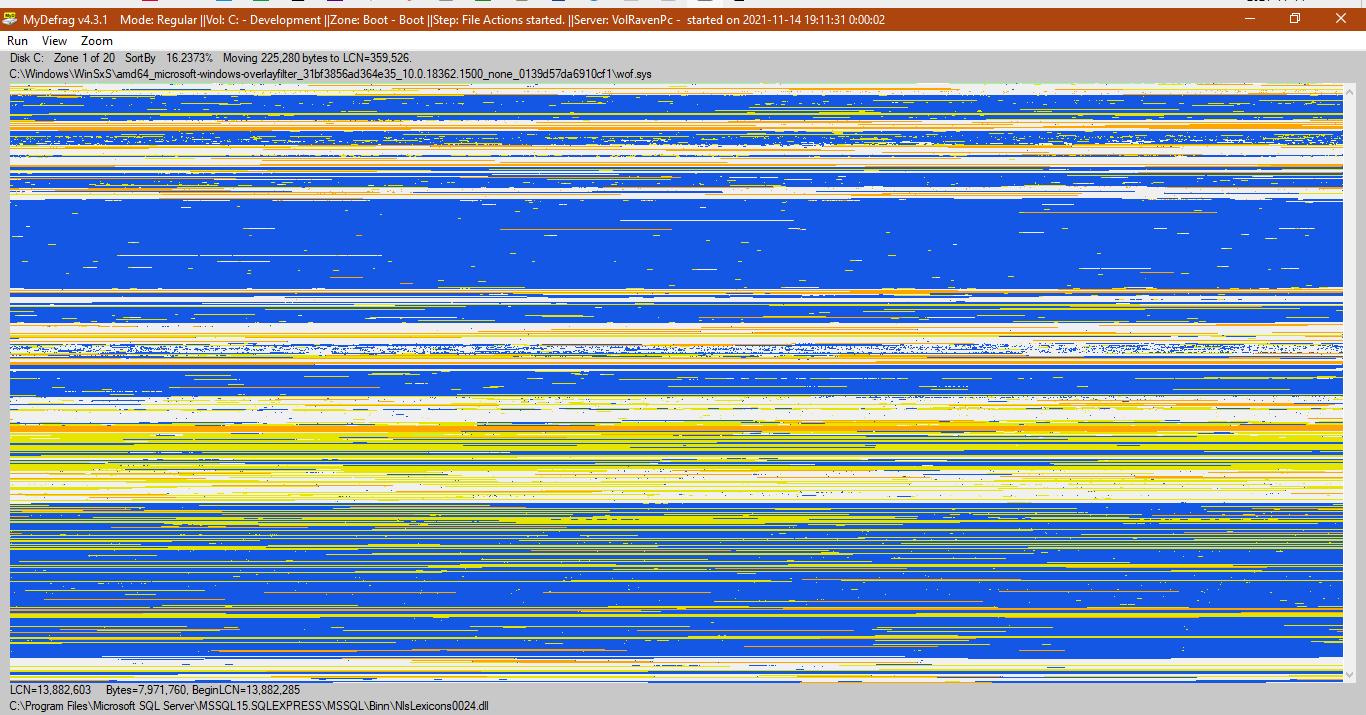 MyDefrag v4.3.1 Mode: Regular ||Vol: C: - Development ||Zone: Boot - Boot ||Step: File Actions started. ||Server: VolRavenPc - started on 2021-11-14 19:11:31 0:00:02
Run View Zoom
Disk C: Zone 1 of 20 SortBy 16.2373% Moving 225,280 bytes to LCN=359,526.
C:\Windows\WinSxS\amd64_microsoft-windows-overlayfilter_31bf3856ad364e35_10.0.18362.1500_none_0139d57da6910cf1\wof.sys
LCN=13,882,603 Bytes=7,971,760, BeginLCN=13,882,285
C:\Program Files\Microsoft SQL Server\MSSQL15.SQLEXPRESS\MSSQL\Binn\NlsLexicons0024.dll